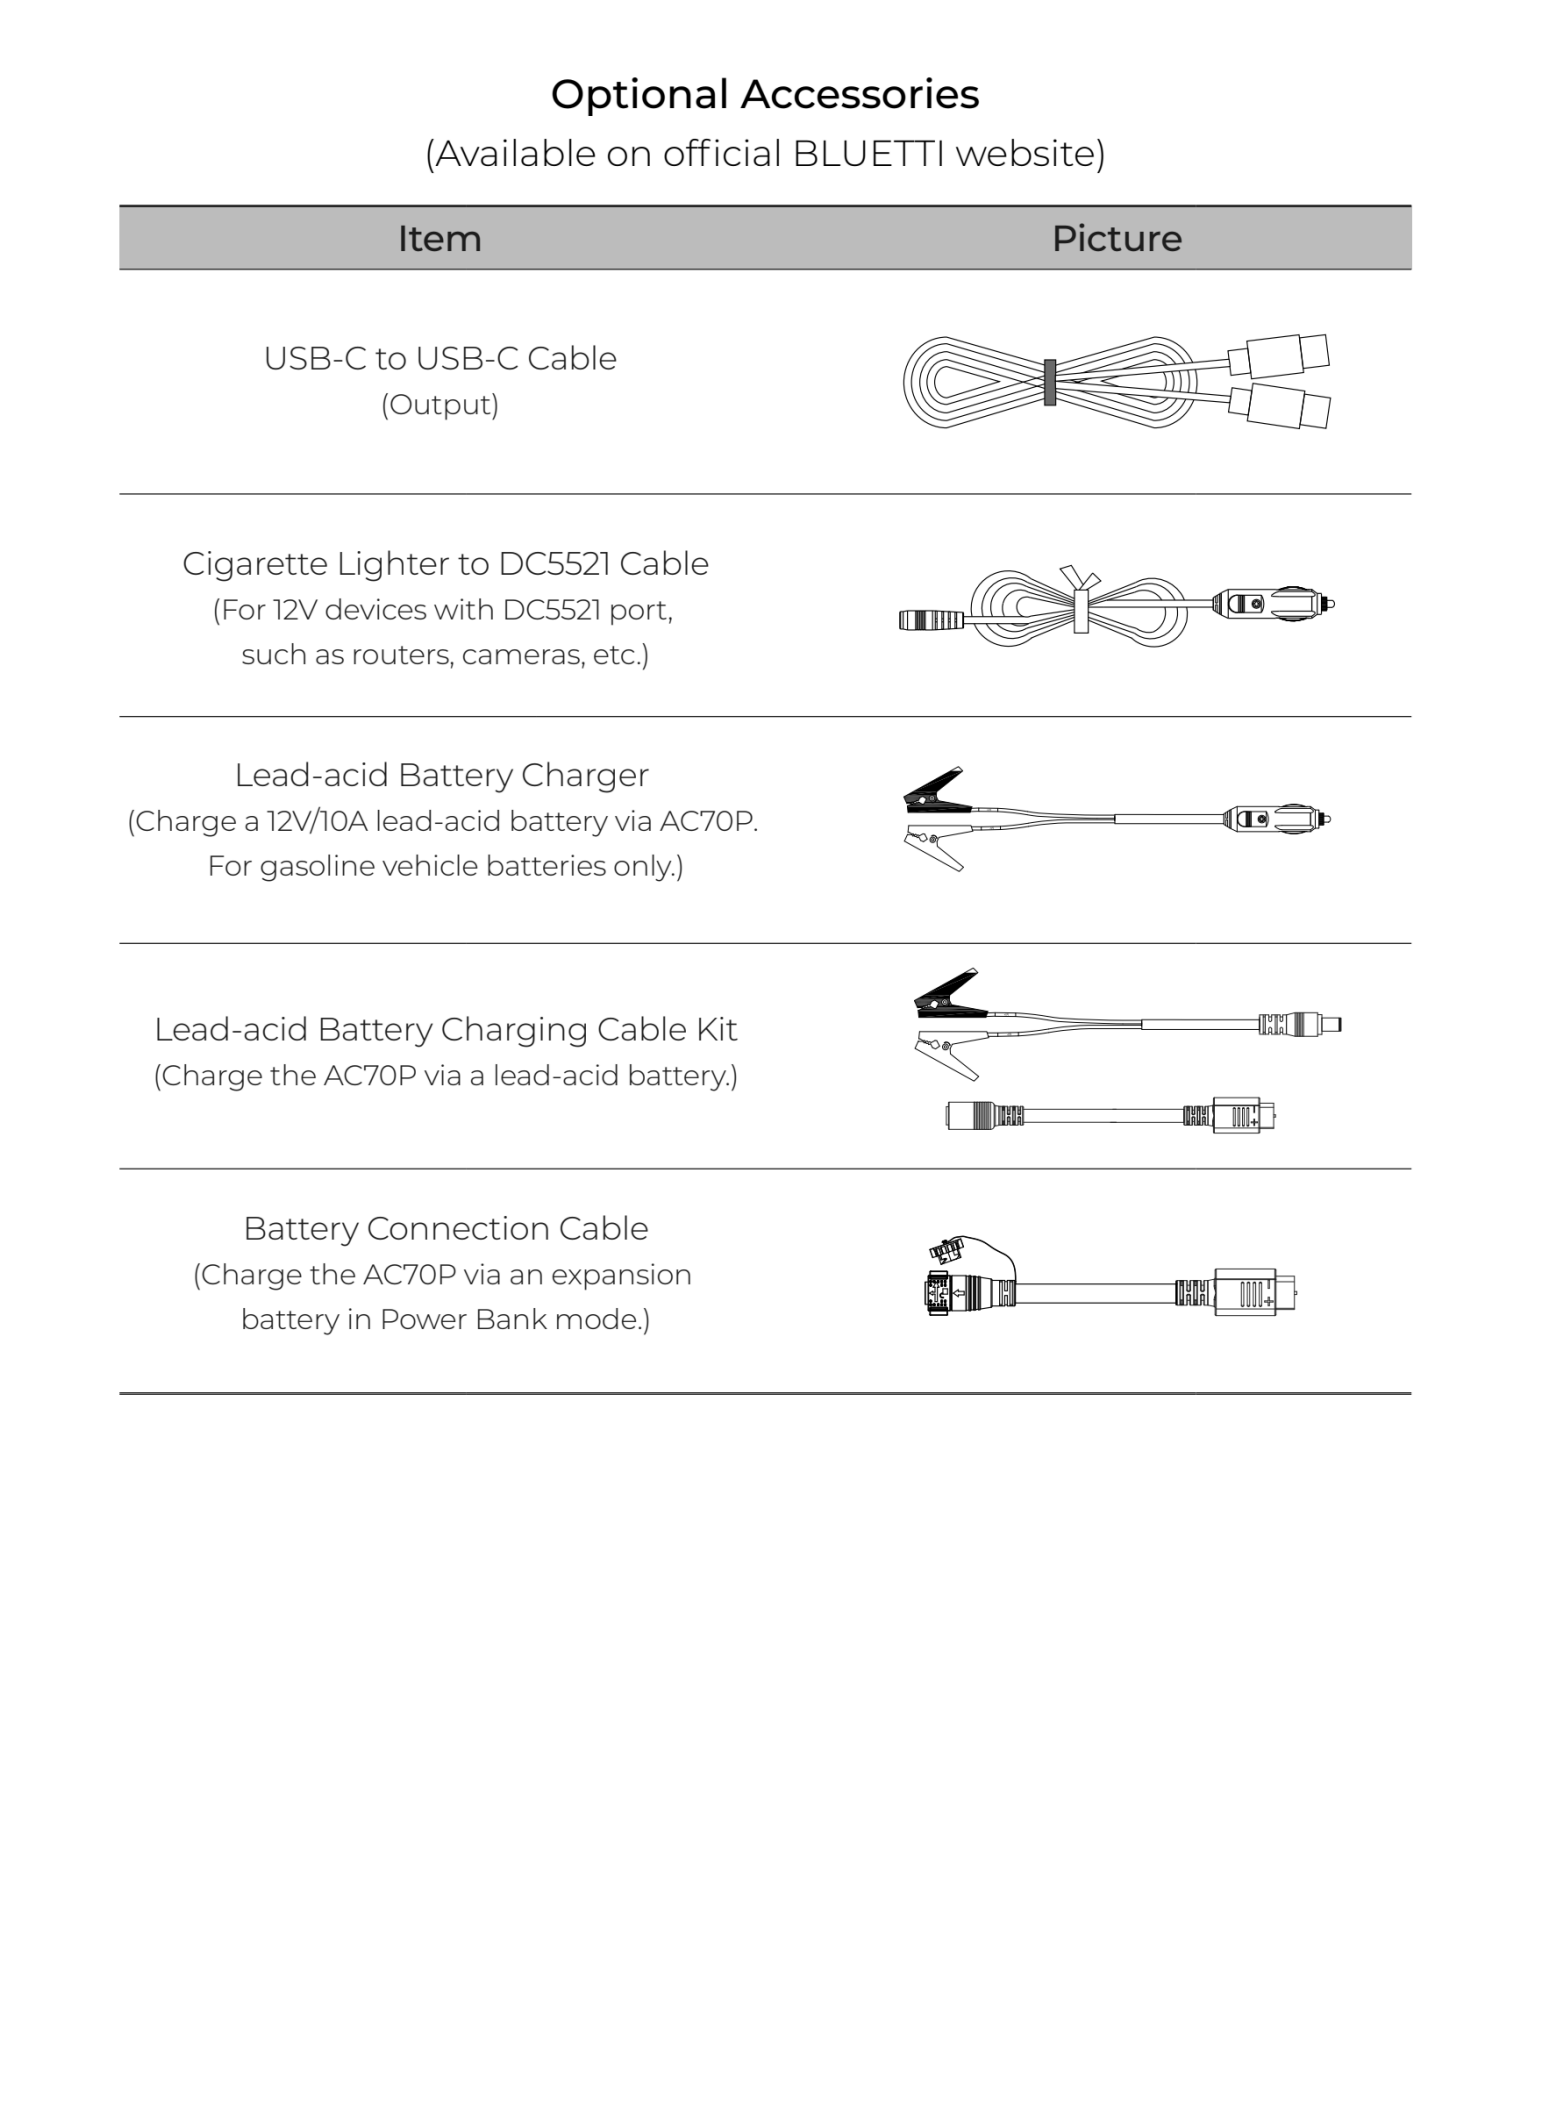 Optional Accessories
(Available on official BLUETTI website)
Item Picture
USB-C to USB-C Cable
(Output)
Cigarette Lighter to DC5521 Cable
(For 12V devices with DC5521 port,
such as routers, cameras, etc.)
Lead-acid Battery Charger
(Charge a 12V/10A lead-acid battery via AC70P.
For gasoline vehicle batteries only.)
Lead-acid Battery Charging Cable Kit
(Charge the AC70P via a lead-acid battery.)
Battery Connection Cable
(Charge the AC70P via an expansion
battery in Power Bank mode.)